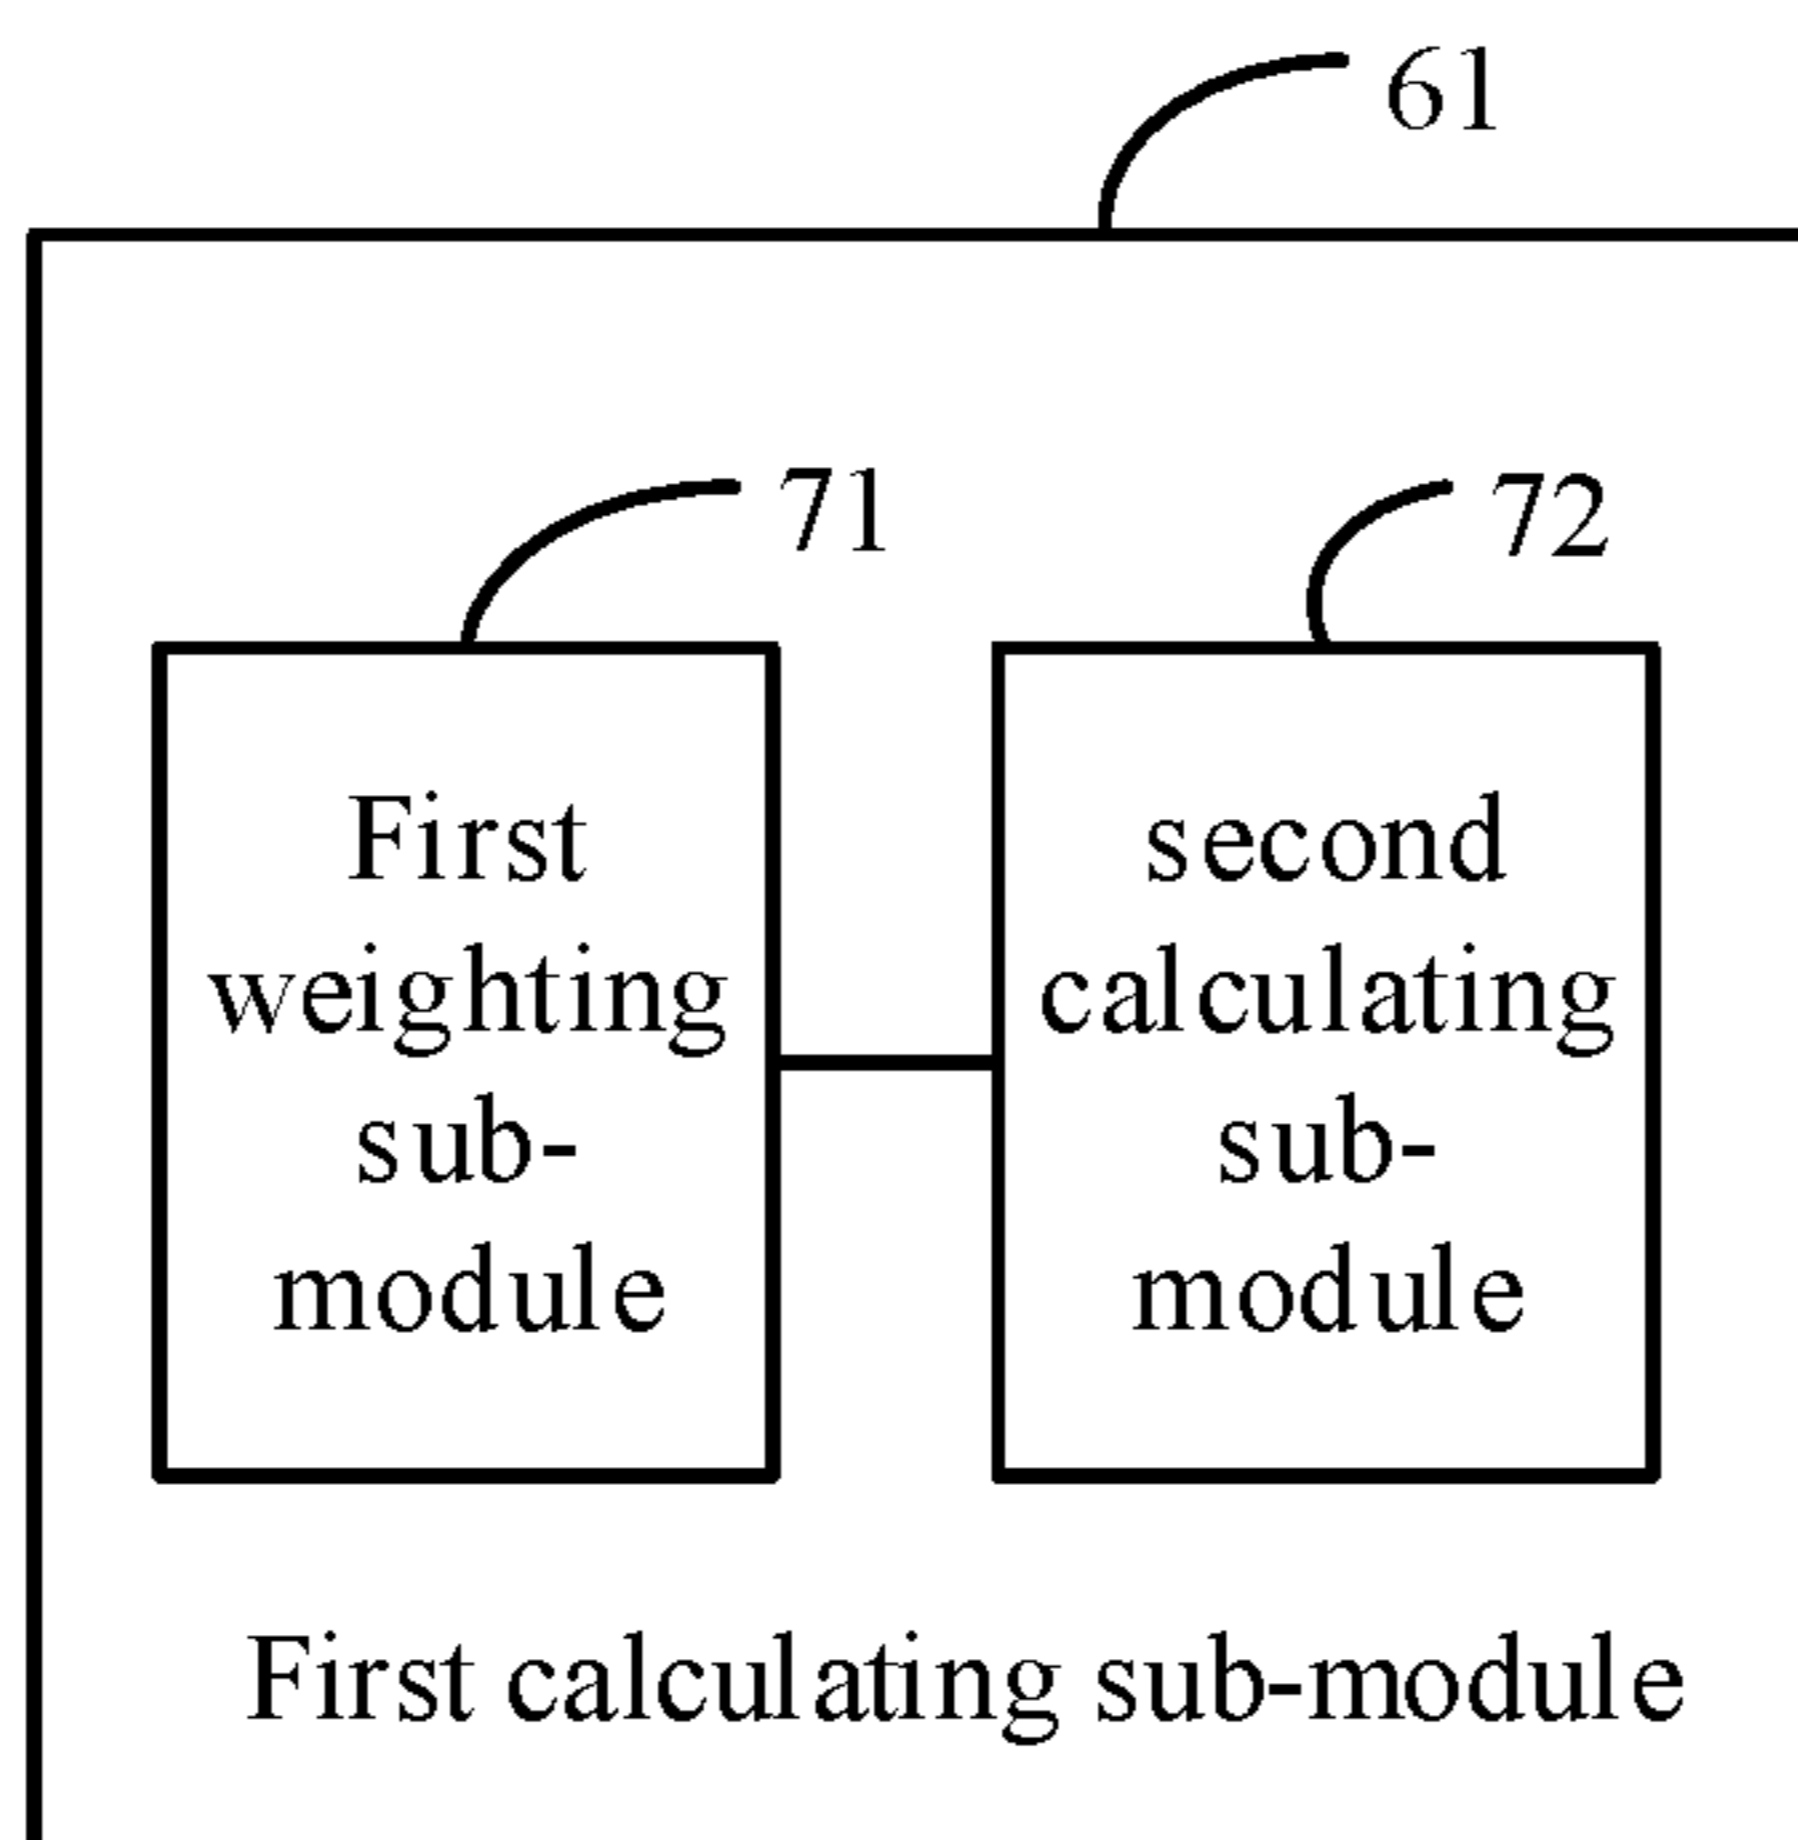 61
71
72
First
weighting
sub-
module
second
calculating
sub-
module
First calculating sub-module